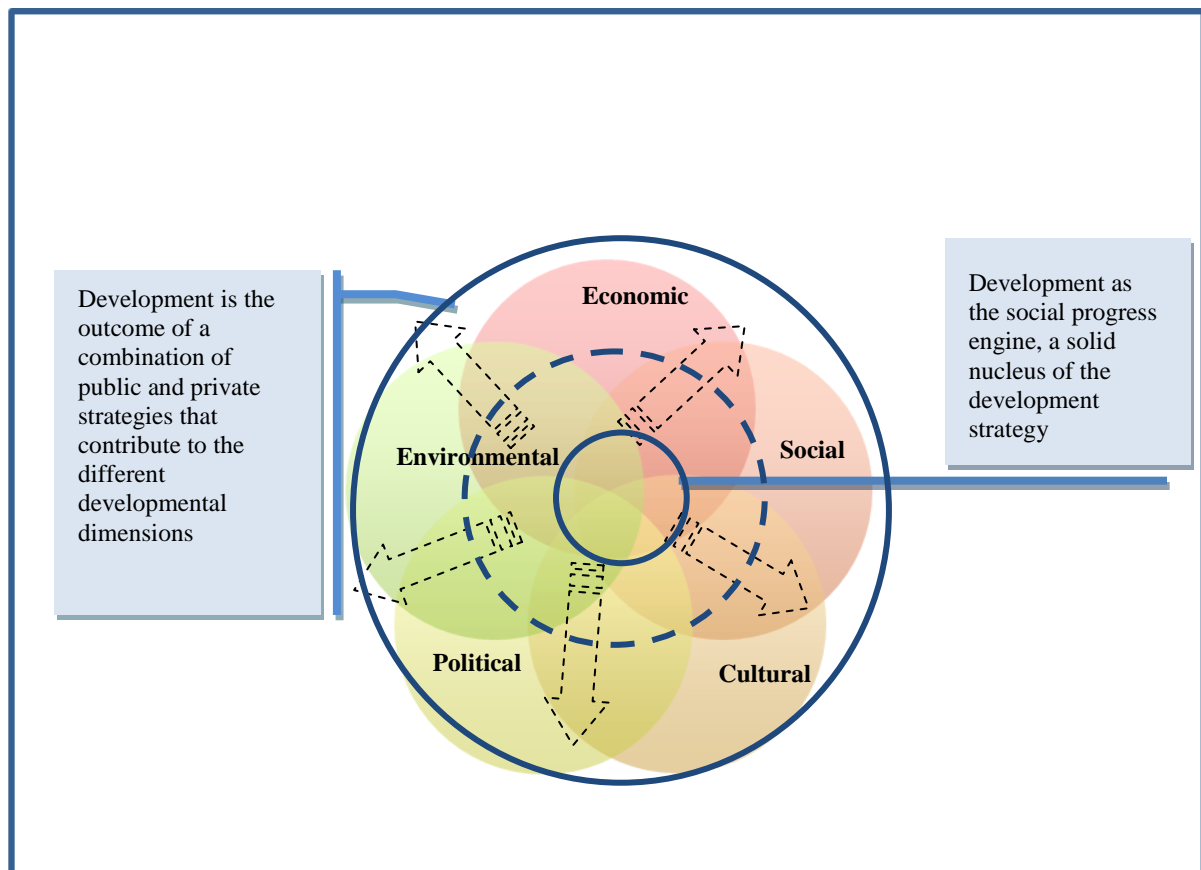 Development is the
outcome of a
combination of
public and private
strategies that
contribute to the
different
developmental
dimensions
Economic
Environmental
Social
Political
Cultural
Development as
the social progress
engine, a solid
nucleus of the
development
strategy